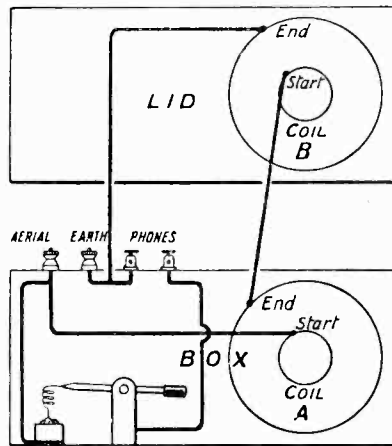 End
Start
LID
COIL
B
AERIAL EARTH PHONES
End
Start
BOX
COIL
A